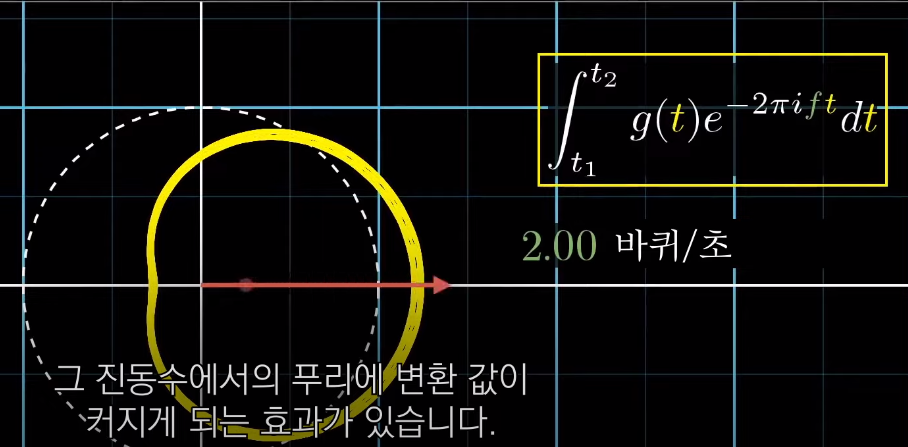 ∫_{t_1}^{t_2} g(t)e^{-2πift}dt
2.00 바퀴/초
그 진동수에서의 푸리에 변환 값이
커지게 되는 효과가 있습니다.